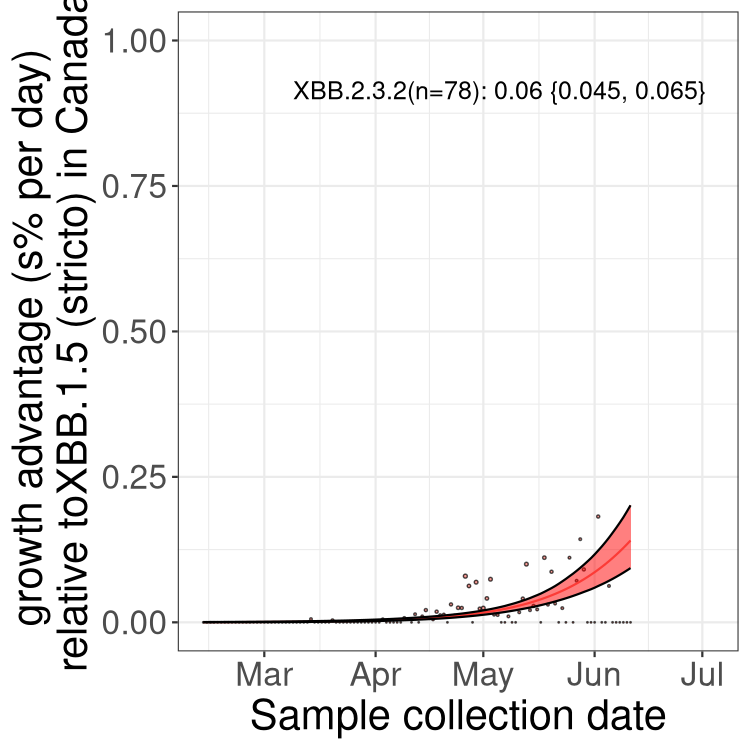 growth advantage (s% per day)
relative toXBB.1.5 (stricto) in Canada
1.00
0.75
0.50
0.25
0.00
XBB.2.3.2(n=78): 0.06 {0.045, 0.065}
Mar Apr May Jun Jul
Sample collection date